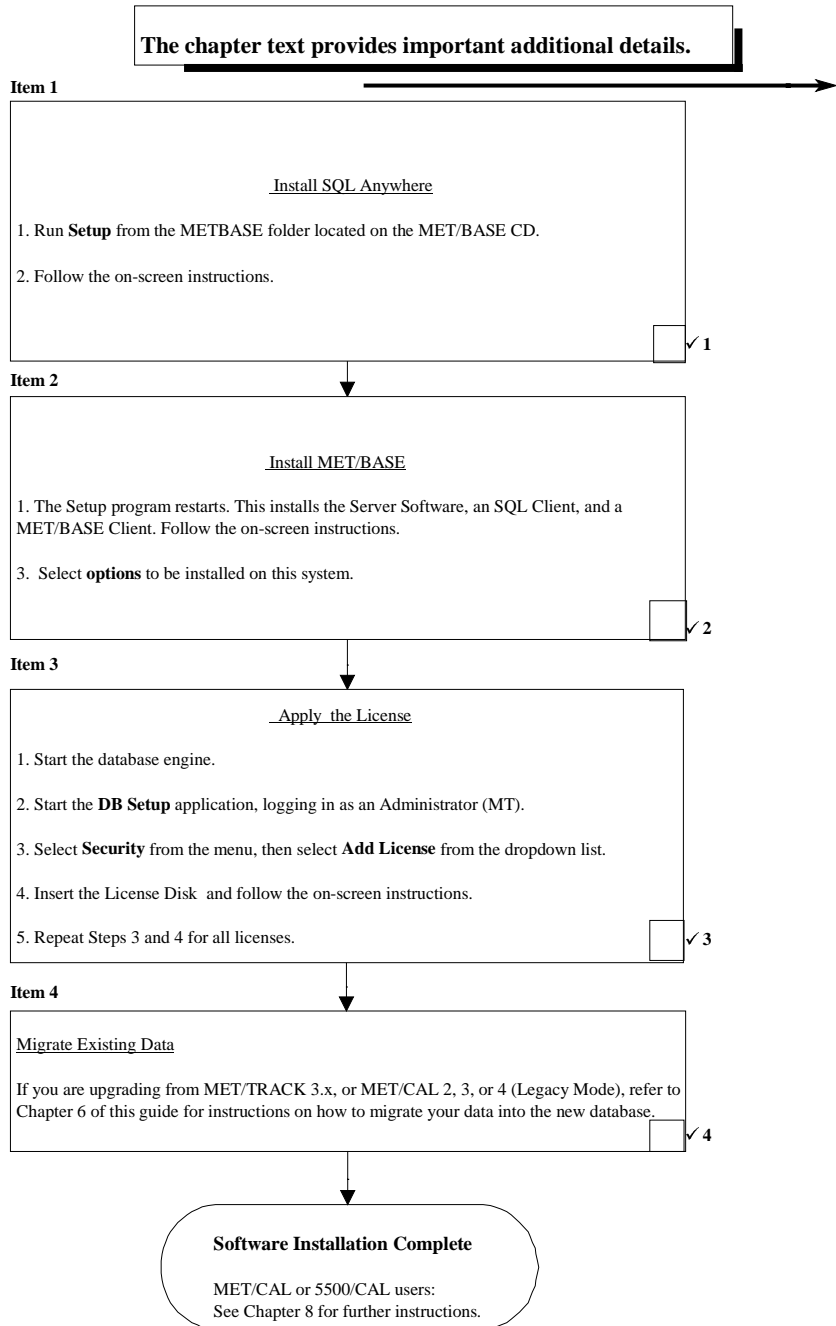 The chapter text provides important additional details.
Item 1
Install SQL Anywhere
1. Run Setup from the METBASE folder located on the MET/BASE CD.
2. Follow the on-screen instructions.
✓ 1
Item 2
Install MET/BASE
1. The Setup program restarts. This installs the Server Software, an SQL Client, and a
MET/BASE Client. Follow the on-screen instructions.
3. Select options to be installed on this system.
✓ 2
Item 3
Apply the License
1. Start the database engine.
2. Start the DB Setup application, logging in as an Administrator (MT).
3. Select Security from the menu, then select Add License from the dropdown list.
4. Insert the License Disk and follow the on-screen instructions.
5. Repeat Steps 3 and 4 for all licenses.
✓ 3
Item 4
Migrate Existing Data
If you are upgrading from MET/TRACK 3.x, or MET/CAL 2, 3, or 4 (Legacy Mode), refer to
Chapter 6 of this guide for instructions on how to migrate your data into the new database.
✓ 4
Software Installation Complete
MET/CAL or 5500/CAL users:
See Chapter 8 for further instructions.